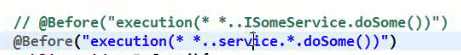 // @Before("execution(* *..ISomeService.doSome())")
@Before("execution(* *..service.*.doSome())")